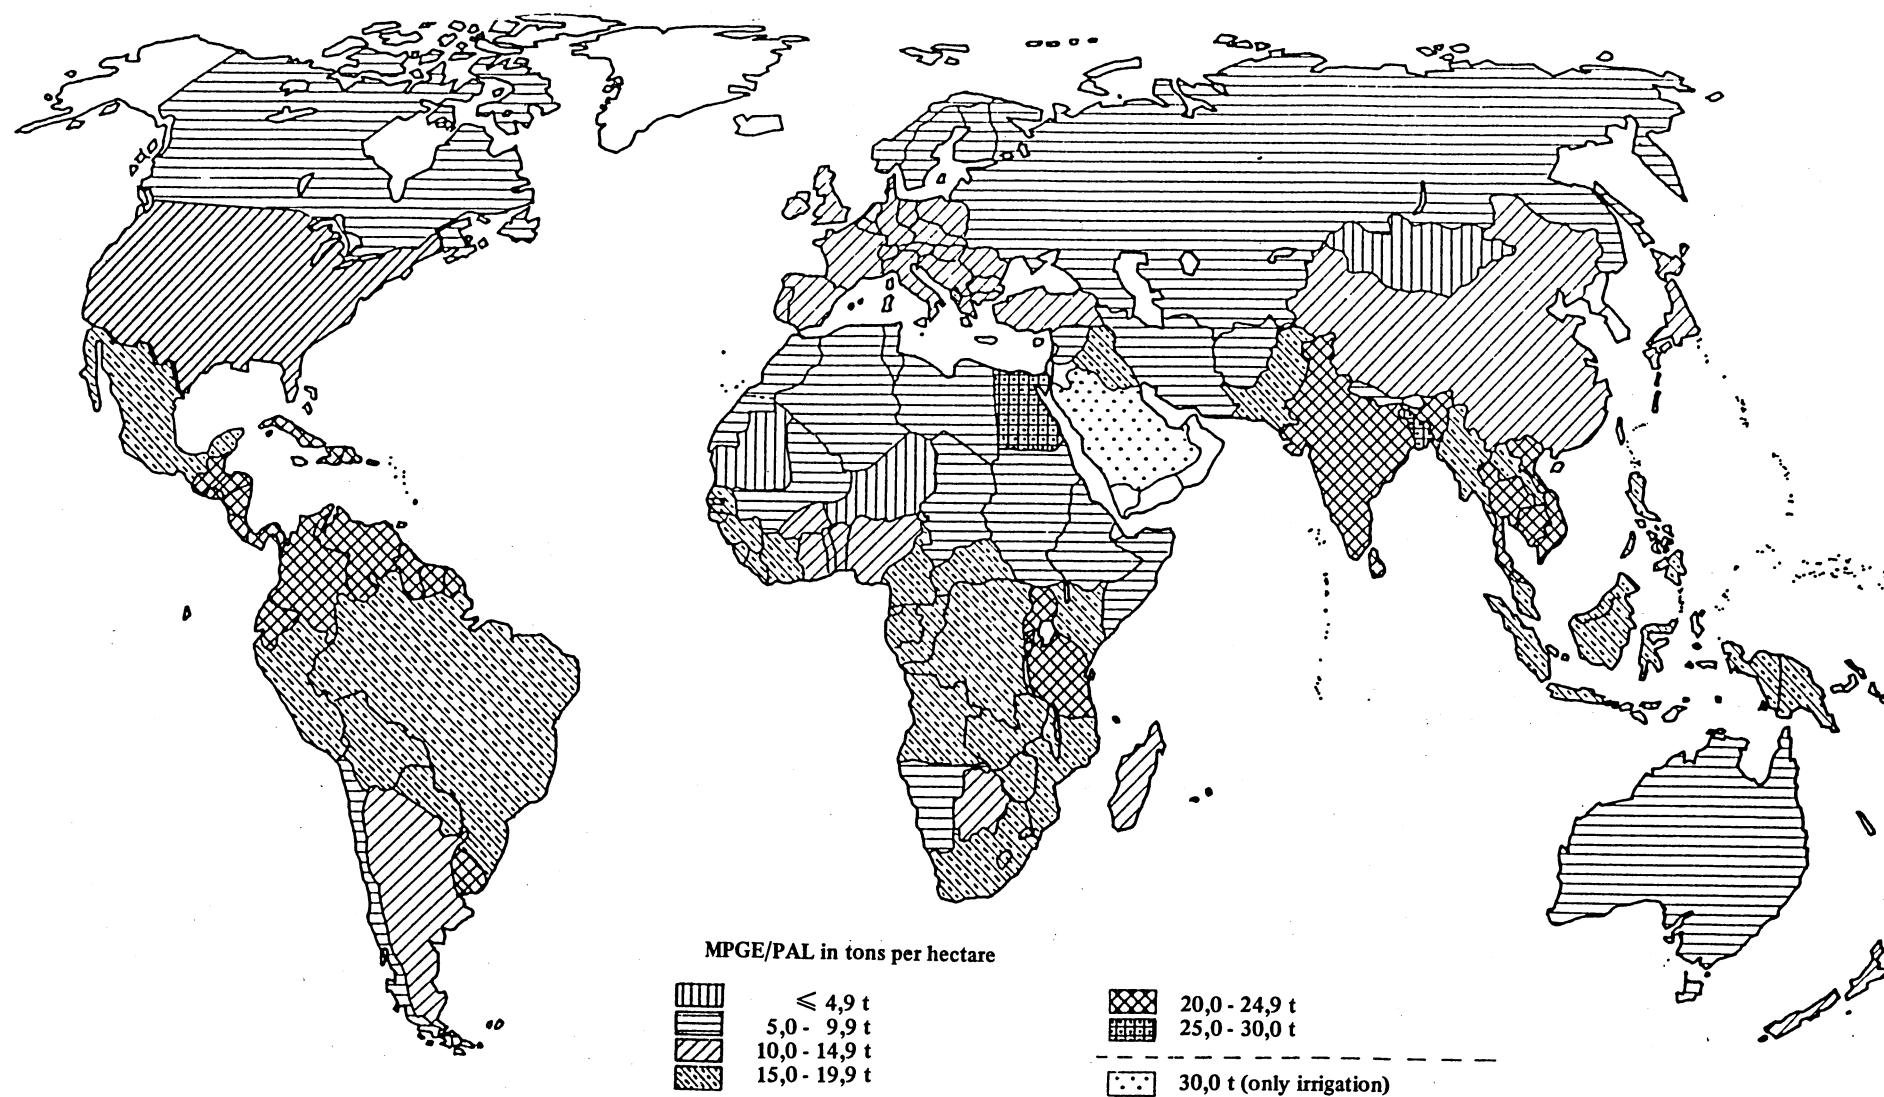 MPGE/PAL in tons per hectare
⩽ 4,9 t
5,0 - 9,9 t
10,0 - 14,9 t
15,0 - 19,9 t
20,0 - 24,9 t
25,0 - 30,0 t
30,0 t (only irrigation)